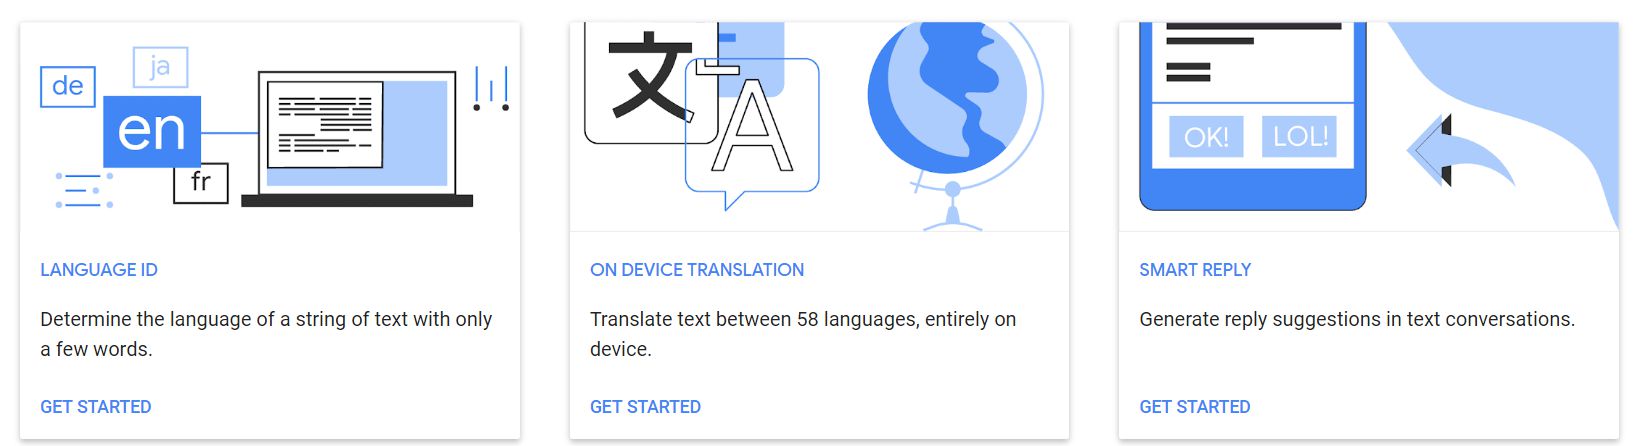 de
ja
en
fr
LANGUAGE ID
Determine the language of a string of text with only
a few words.
GET STARTED
文
A
ON DEVICE TRANSLATION
Translate text between 58 languages, entirely on
device.
GET STARTED
OK!
LOL!
SMART REPLY
Generate reply suggestions in text conversations.
GET STARTED